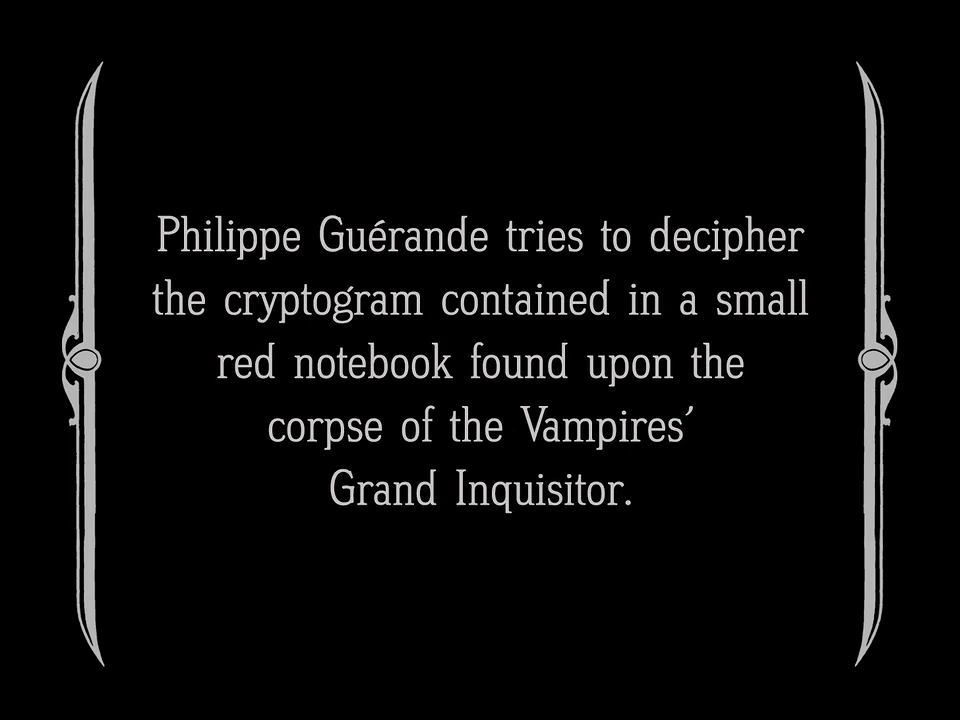 Philippe Guérande tries to decipher
the cryptogram contained in a small
red notebook found upon the
corpse of the Vampires’
Grand Inquisitor.